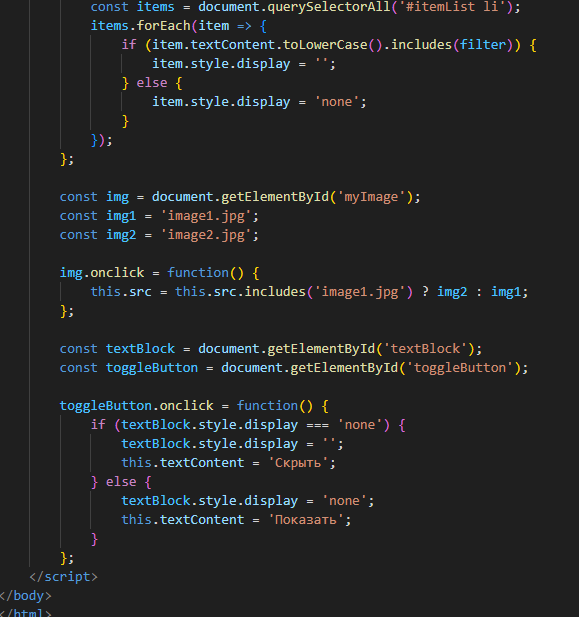 const items = document.querySelectorAll('#itemList li');
items.forEach(item => {
if (item.textContent.toLowerCase().includes(filter)) {
item.style.display = '';
} else {
item.style.display = 'none';
}
});
};
const img = document.getElementById('myImage');
const img1 = 'image1.jpg';
const img2 = 'image2.jpg';
img.onclick = function() {
this.src = this.src.includes('image1.jpg') ? img2 : img1;
};
const textBlock = document.getElementById('textBlock');
const toggleButton = document.getElementById('toggleButton');
toggleButton.onclick = function() {
if (textBlock.style.display === 'none') {
textBlock.style.display = '';
this.textContent = 'Скрыть';
} else {
textBlock.style.display = 'none';
this.textContent = 'Показать';
}
};
</script>
</body>
</html>